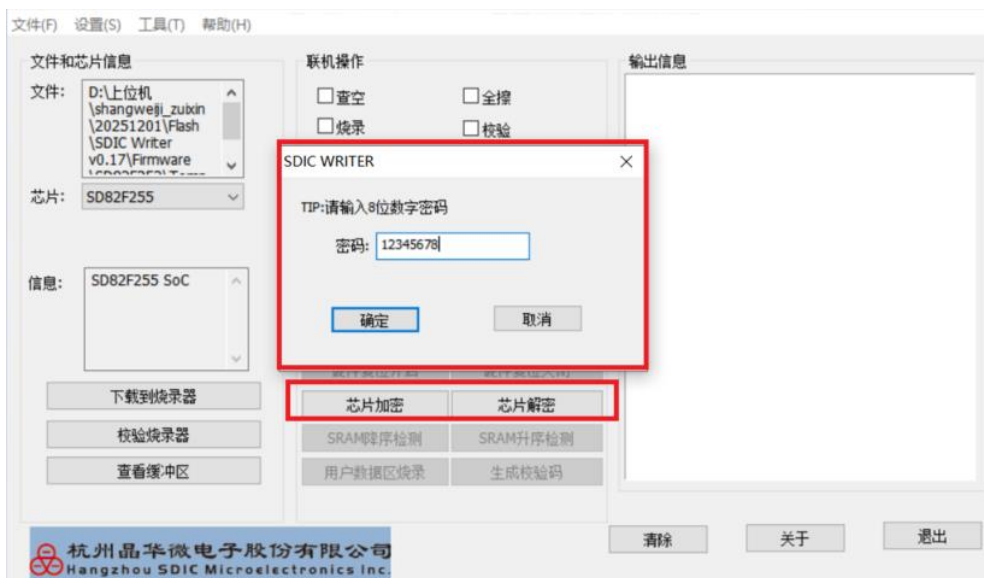 文件(F) 设置(S) 工具(T) 帮助(H)
文件和芯片信息
文件:
D:\上位机
\shangweiji_zuixin
\20251201\Flash
\SDIC Writer
v0.17\Firmware
芯片: SD82F255
信息: SD82F255 SoC
下载到烧录器
校验烧录器
查看缓冲区
联机操作
查空 全擦
烧录 校验
SDIC WRITER
TIP:请输入8位数字密码
密码: 12345678
确定 取消
芯片加密 芯片解密
SRAM降序检测 SRAM升序检测
用户数据区烧录 生成校验码
输出信息
清除 关于 退出
杭州晶华微电子股份有限公司
Hangzhou SDIC Microelectronics Inc.